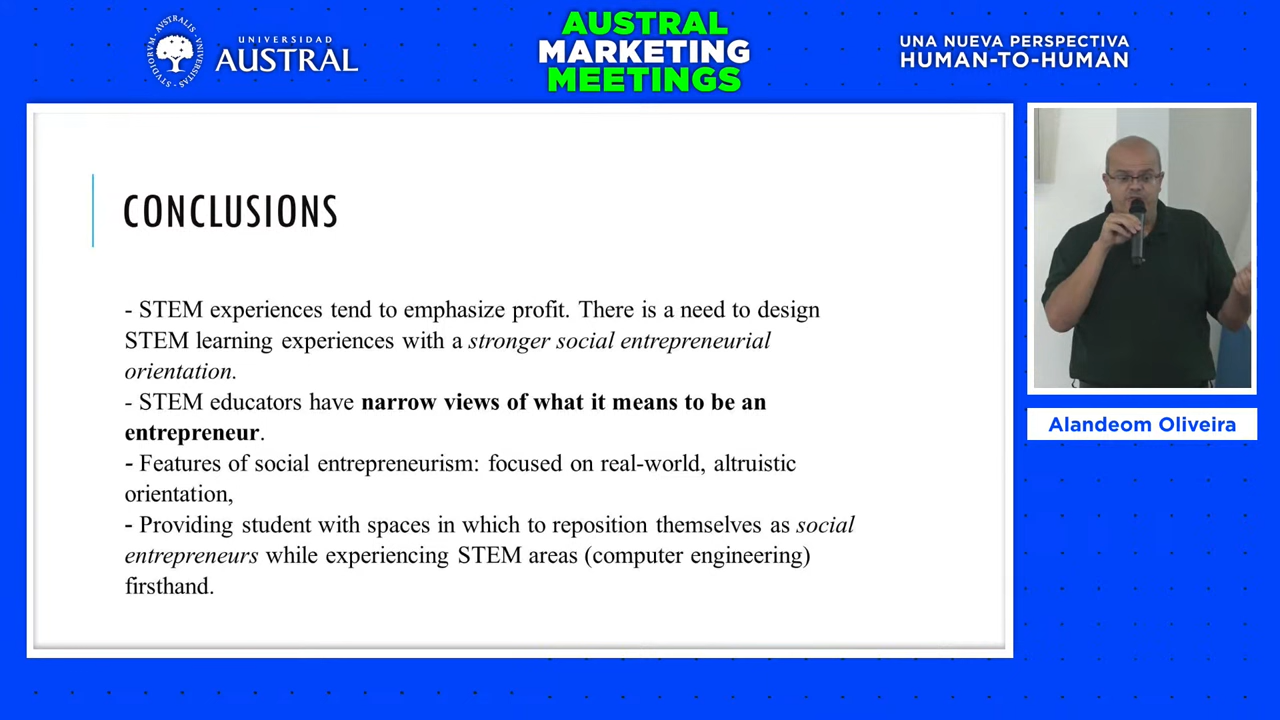 STVDIORVM VNIVERSITAS AVSTRALIS
UNIVERSIDAD
AUSTRAL
AUSTRAL
MARKETING
MEETINGS
UNA NUEVA PERSPECTIVA
HUMAN-TO-HUMAN
CONCLUSIONS
- STEM experiences tend to emphasize profit. There is a need to design
STEM learning experiences with a stronger social entrepreneurial
orientation.
- STEM educators have narrow views of what it means to be an
entrepreneur.
- Features of social entrepreneurism: focused on real-world, altruistic
orientation,
- Providing student with spaces in which to reposition themselves as social
entrepreneurs while experiencing STEM areas (computer engineering)
firsthand.
Alandeom Oliveira